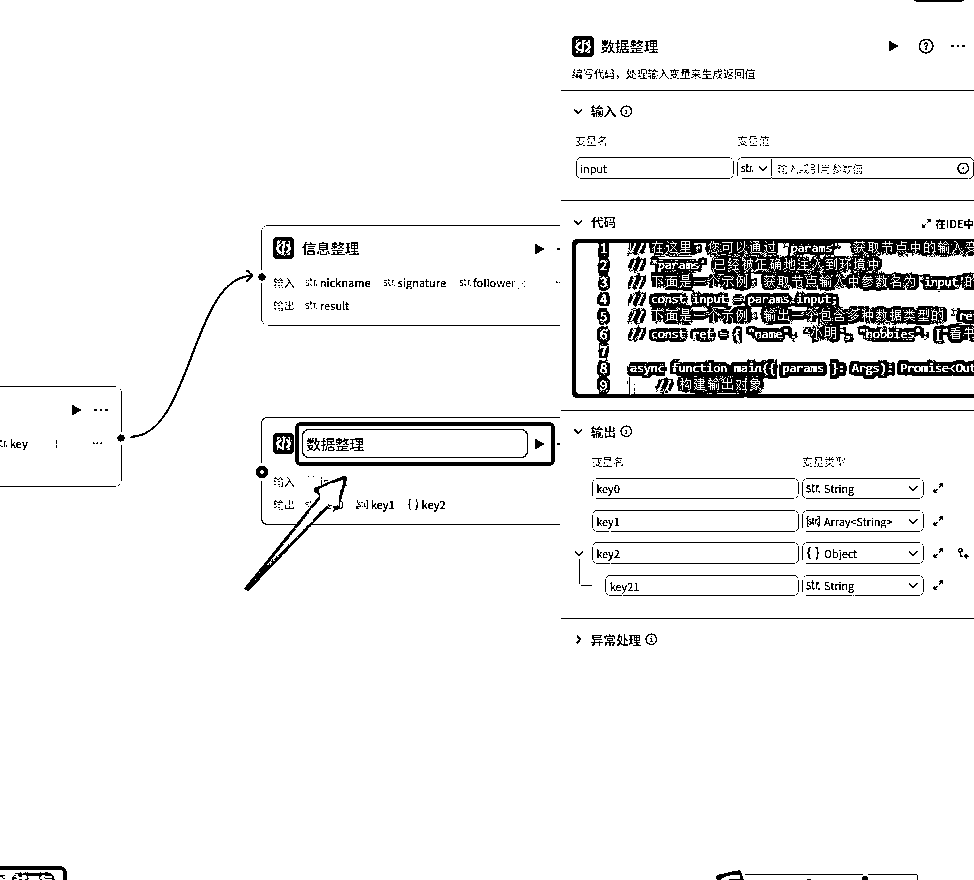 数据整理
编写代码，处理输入变量来生成返回值
输入
变量名 变量值
input str. 输入或引用参数值
代码 在IDE中
1 // 在这里，您可以通过 "params" 获取节点中的输入
2 // "params" 已经被正确地注入到环境中
3 // 下面是一个示例，获取节点输入中参数名为 "input"
4 // const input = params.input;
5 // 下面是一个示例，输出一个包含多种数据类型的 "re
6 // const ret = { "name": "小明", "hobbies": ["看
7
8 async function main({ params }: Args): Promise<Out
9 // 构建输出对象
输出
变量名 变量类型
key0 str. String
key1 [str] Array<String>
key2 { } Object
key21 str. String
异常处理
信息整理
输入 str. nickname str. signature str. follower_
输出 str. result
str. key
数据整理
输入
输出 [str] key1 { } key2